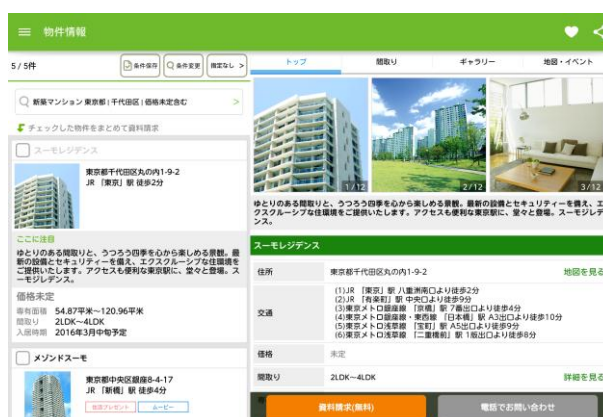 物件情報
5 / 5件
条件保存
条件変更
指定なし >
新築マンション 東京都 | 千代田区 | 価格未定含む >
チェックした物件をまとめて資料請求
スーモレジデンス
東京都千代田区丸の内1-9-2
JR 「東京」駅 徒歩2分
ここに注目
ゆとりのある間取りと、うつろう四季を心から楽しめる景観。最
新の設備とセキュリティーを備え、エクスクルーシブな住環境を
ご提供いたします。アクセスも便利な東京駅に、堂々と登場。ス
ーモレジデンス。
価格未定
専有面積 54.87平米~120.96平米
間取り 2LDK~4LDK
入居時期 2016年3月中旬予定
メゾンドスーモ
東京都中央区銀座8-4-17
JR 「新橋」駅 徒歩4分
ムービー
トップ
間取り
ギャラリー
地図・イベント
1/12
2/12
3/12
ゆとりのある間取りと、うつろう四季を心から楽しめる景観。最新の設備とセキュリティーを備え、エ
クスクルーシブな住環境をご提供いたします。アクセスも便利な東京駅に、堂々と登場。スーモレジデ
ンス。
スーモレジデンス
住所 東京都千代田区丸の内1-9-2 地図を見る
交通
(1)JR 「東京」駅 八重洲南口より徒歩2分
(2)JR 「有楽町」駅 中央口より徒歩9分
(3)東京メトロ銀座線 「京橋」駅 7番出口より徒歩4分
(4)東京メトロ銀座線・東西線 「日本橋」駅 A3出口より徒歩10分
(5)東京メトロ浅草線 「宝町」駅 A5出口より徒歩9分
(6)東京メトロ浅草線 「二重橋前」駅 1番出口より徒歩8分
価格 未定
間取り 2LDK~4LDK 詳細を見る
資料請求(無料)
電話でお問い合わせ